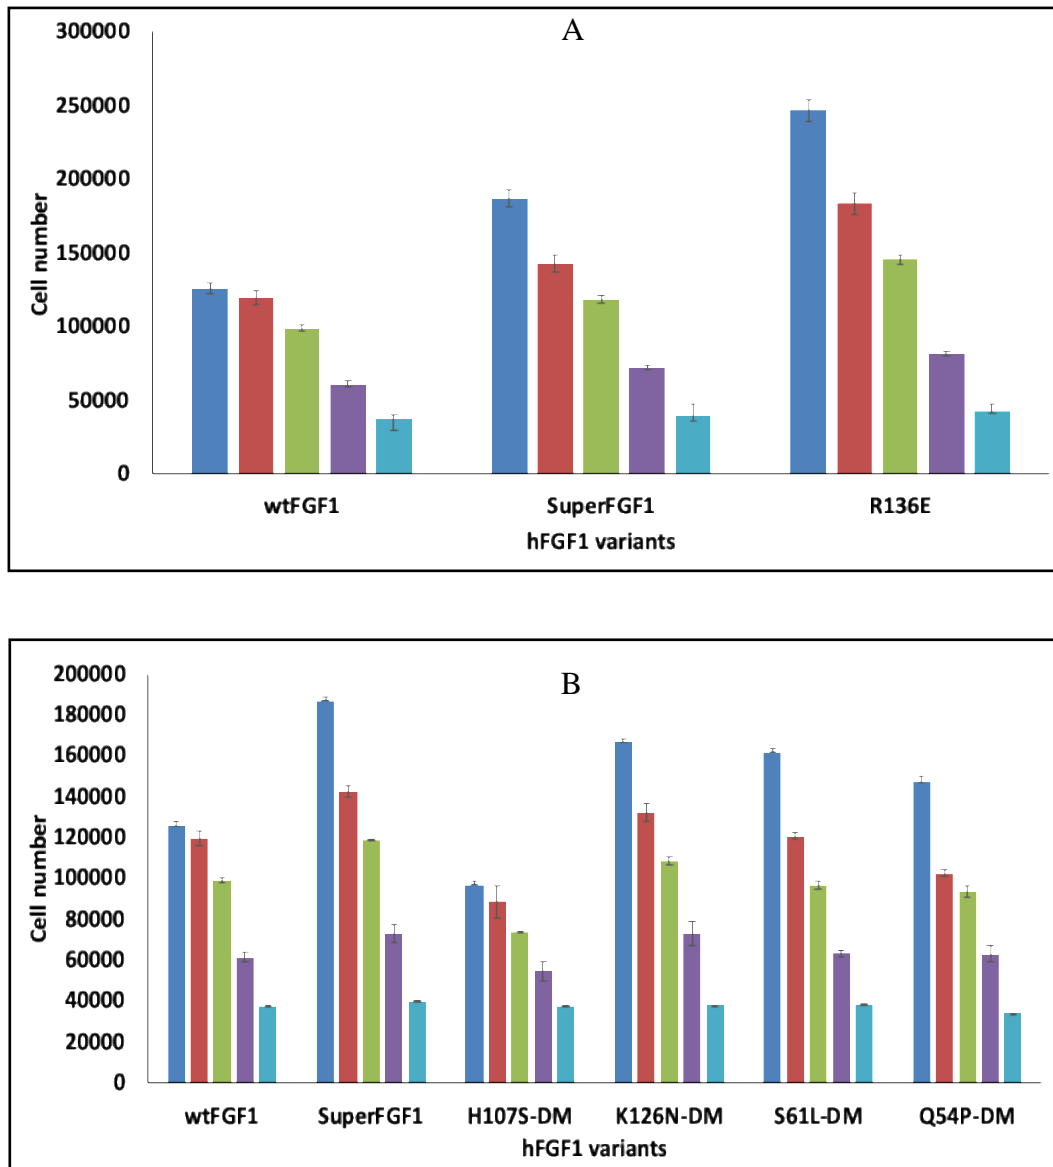 A
300000
250000
200000
150000
100000
50000
0
Cell number
wtFGF1 SuperFGF1 R136E
hFGF1 variants
B
200000
180000
160000
140000
120000
100000
80000
60000
40000
20000
0
Cell number
wtFGF1 SuperFGF1 H107S-DM K126N-DM S61L-DM Q54P-DM
hFGF1 variants